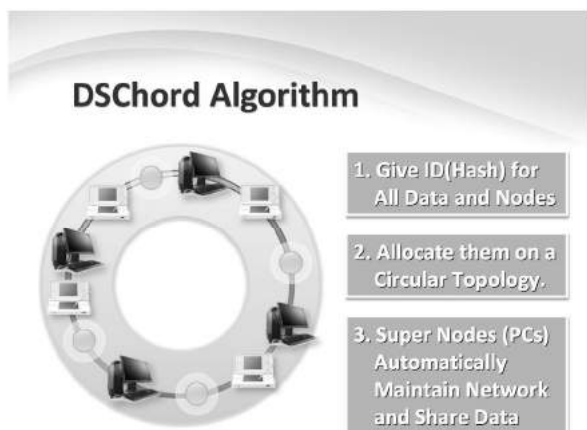 DSChord Algorithm
1. Give ID(Hash) for
All Data and Nodes
2. Allocate them on a
Circular Topology.
3. Super Nodes (PCs)
Automatically
Maintain Network
and Share Data